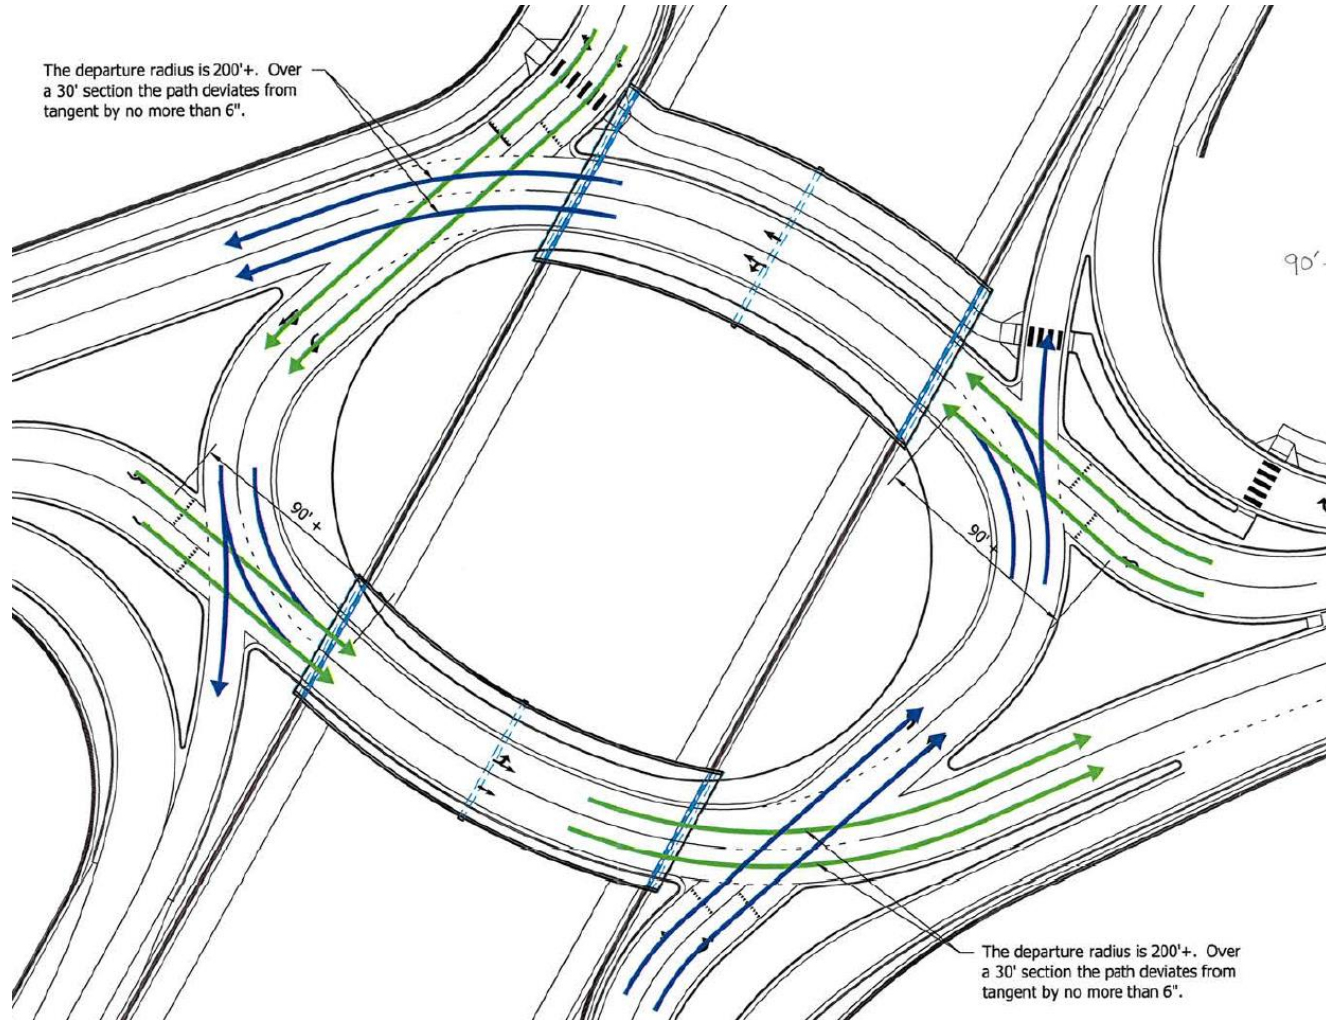 The departure radius is 200'+. Over
a 30' section the path deviates from
tangent by no more than 6".
90'-
90'+
90'+
The departure radius is 200'+. Over
a 30' section the path deviates from
tangent by no more than 6".